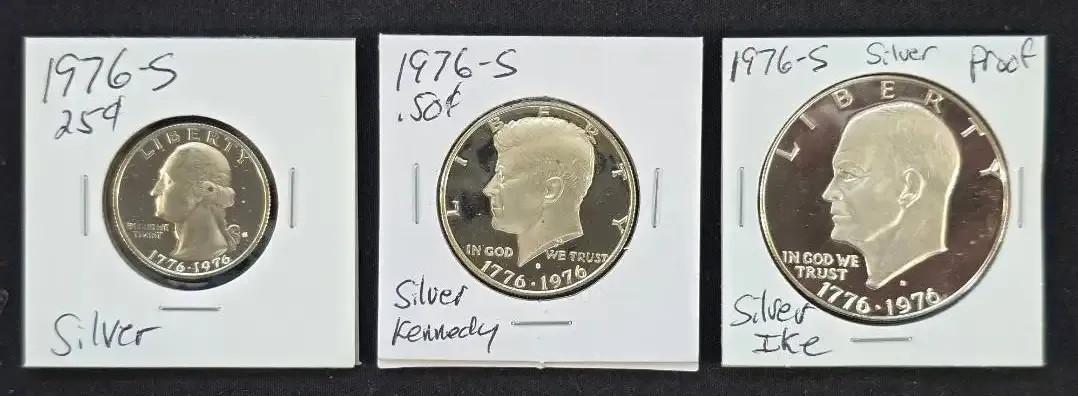 1976-S
25¢
LIBERTY
IN GOD WE
TRUST
S
1776·1976
Silver
1976-S
.50¢
LIBERTY
IN GOD WE TRUST
S
1776·1976
Silver
Kennedy
1976-S Silver Proof
LIBERTY
IN GOD WE
TRUST
S
1776·1976
Silver
Ike